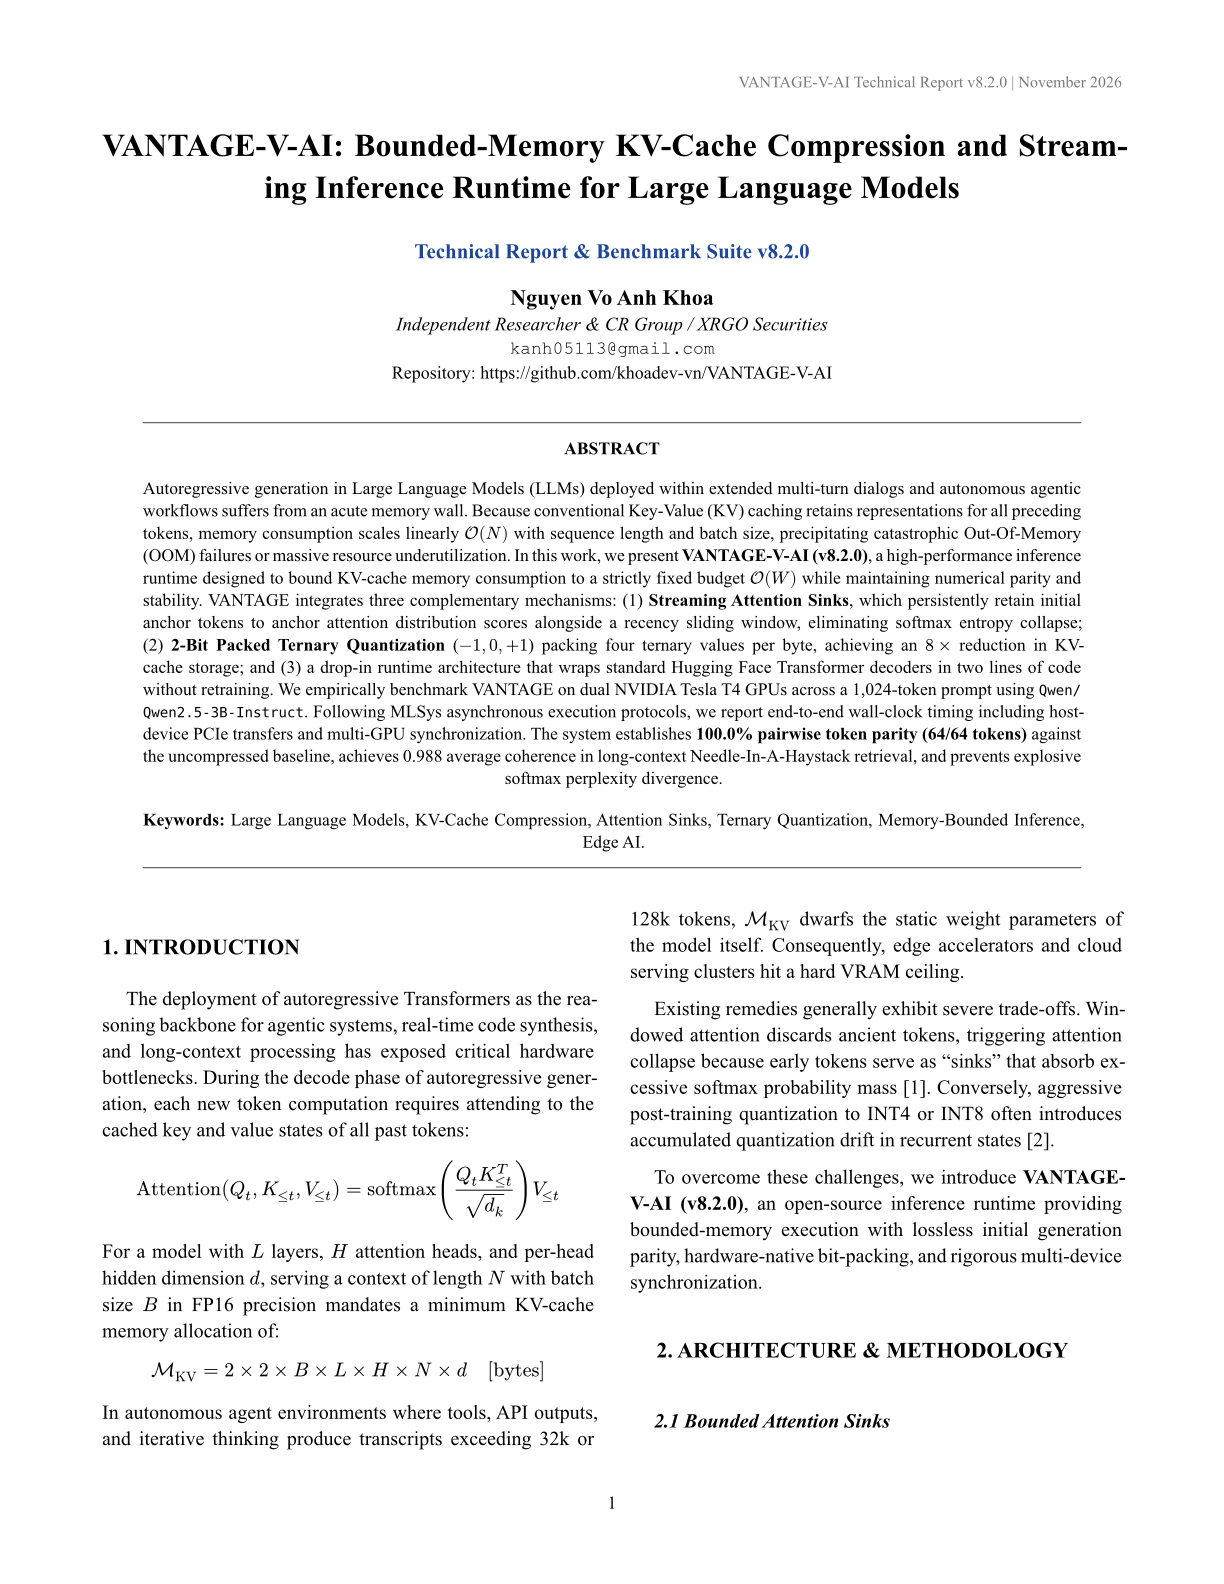 VANTAGE-V-AI Technical Report v8.2.0 | November 2026
VANTAGE-V-AI: Bounded-Memory KV-Cache Compression and Stream-
ing Inference Runtime for Large Language Models
Technical Report & Benchmark Suite v8.2.0
Nguyen Vo Anh Khoa
Independent Researcher & CR Group / XRGO Securities
kanh05113@gmail.com
Repository: https://github.com/khoadev-vn/VANTAGE-V-AI
ABSTRACT
Autoregressive generation in Large Language Models (LLMs) deployed within extended multi-turn dialogs and autonomous agentic
workflows suffers from an acute memory wall. Because conventional Key-Value (KV) caching retains representations for all preceding
tokens, memory consumption scales linearly 𝒪(N) with sequence length and batch size, precipitating catastrophic Out-Of-Memory
(OOM) failures or massive resource underutilization. In this work, we present VANTAGE-V-AI (v8.2.0), a high-performance inference
runtime designed to bound KV-cache memory consumption to a strictly fixed budget 𝒪(W) while maintaining numerical parity and
stability. VANTAGE integrates three complementary mechanisms: (1) Streaming Attention Sinks, which persistently retain initial
anchor tokens to anchor attention distribution scores alongside a recency sliding window, eliminating softmax entropy collapse;
(2) 2-Bit Packed Ternary Quantization (−1, 0, +1) packing four ternary values per byte, achieving an 8 × reduction in KV-
cache storage; and (3) a drop-in runtime architecture that wraps standard Hugging Face Transformer decoders in two lines of code
without retraining. We empirically benchmark VANTAGE on dual NVIDIA Tesla T4 GPUs across a 1,024-token prompt using Qwen/
Qwen2.5-3B-Instruct. Following MLSys asynchronous execution protocols, we report end-to-end wall-clock timing including host-
device PCIe transfers and multi-GPU synchronization. The system establishes 100.0% pairwise token parity (64/64 tokens) against
the uncompressed baseline, achieves 0.988 average coherence in long-context Needle-In-A-Haystack retrieval, and prevents explosive
softmax perplexity divergence.
Keywords: Large Language Models, KV-Cache Compression, Attention Sinks, Ternary Quantization, Memory-Bounded Inference,
Edge AI.
1. INTRODUCTION
The deployment of autoregressive Transformers as the rea-
soning backbone for agentic systems, real-time code synthesis,
and long-context processing has exposed critical hardware
bottlenecks. During the decode phase of autoregressive gener-
ation, each new token computation requires attending to the
cached key and value states of all past tokens:
Attention(Q_t, K_≤t, V_≤t) = softmax(Q_t K_≤t^T / √d_k) V_≤t
For a model with L layers, H attention heads, and per-head
hidden dimension d, serving a context of length N with batch
size B in FP16 precision mandates a minimum KV-cache
memory allocation of:
ℳ_KV = 2 × 2 × B × L × H × N × d [bytes]
In autonomous agent environments where tools, API outputs,
and iterative thinking produce transcripts exceeding 32k or
128k tokens, ℳ_KV dwarfs the static weight parameters of
the model itself. Consequently, edge accelerators and cloud
serving clusters hit a hard VRAM ceiling.
Existing remedies generally exhibit severe trade-offs. Win-
dowed attention discards ancient tokens, triggering attention
collapse because early tokens serve as “sinks” that absorb ex-
cessive softmax probability mass [1]. Conversely, aggressive
post-training quantization to INT4 or INT8 often introduces
accumulated quantization drift in recurrent states [2].
To overcome these challenges, we introduce VANTAGE-
V-AI (v8.2.0), an open-source inference runtime providing
bounded-memory execution with lossless initial generation
parity, hardware-native bit-packing, and rigorous multi-device
synchronization.
2. ARCHITECTURE & METHODOLOGY
2.1 Bounded Attention Sinks
1